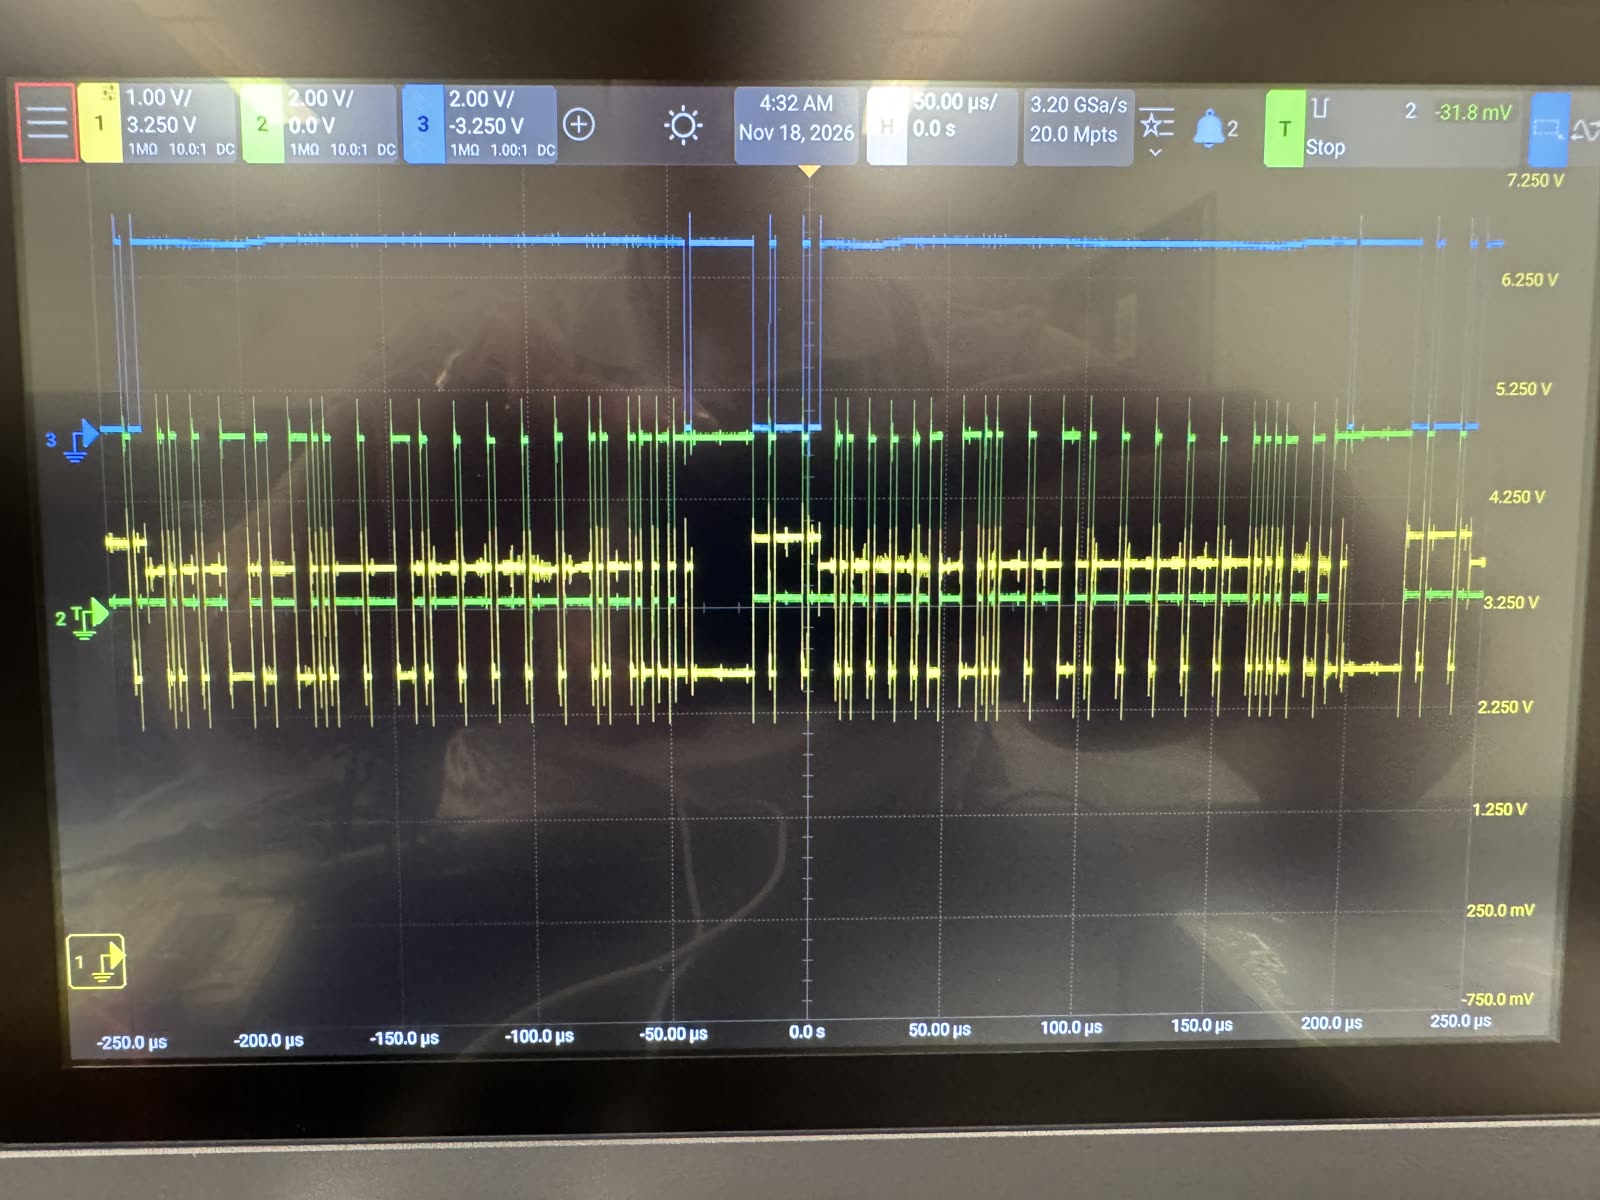 1
1.00 V/
3.250 V
1MΩ 10.0:1 DC
2
2.00 V/
0.0 V
1MΩ 10.0:1 DC
3
2.00 V/
-3.250 V
1MΩ 1.00:1 DC
4:32 AM
Nov 18, 2026
H
50.00 µs/
0.0 s
3.20 GSa/s
20.0 Mpts
2
T
Stop
2
-31.8 mV
7.250 V
6.250 V
5.250 V
3
4.250 V
2 T
3.250 V
2.250 V
1.250 V
250.0 mV
1
-750.0 mV
-250.0 µs
-200.0 µs
-150.0 µs
-100.0 µs
-50.00 µs
0.0 s
50.00 µs
100.0 µs
150.0 µs
200.0 µs
250.0 µs